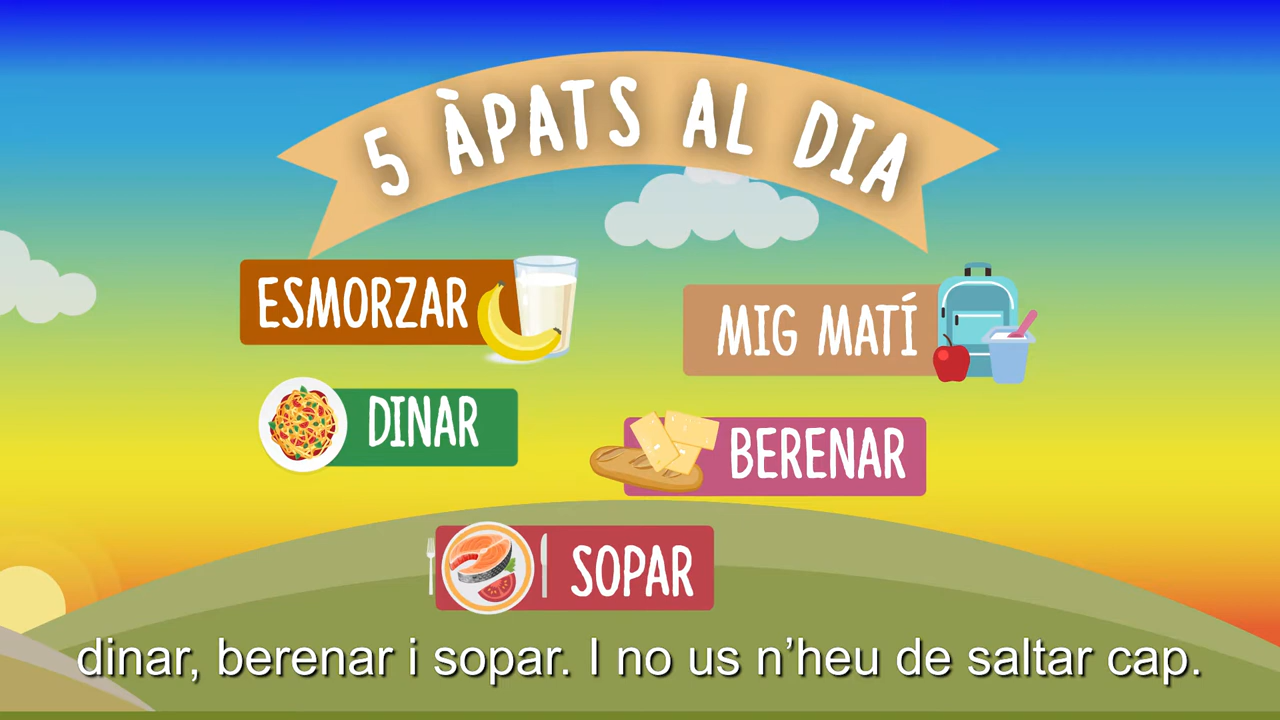 5 ÀPATS AL DIA
ESMORZAR
MIG MATÍ
DINAR
BERENAR
SOPAR
dinar, berenar i sopar. I no us n’heu de saltar cap.